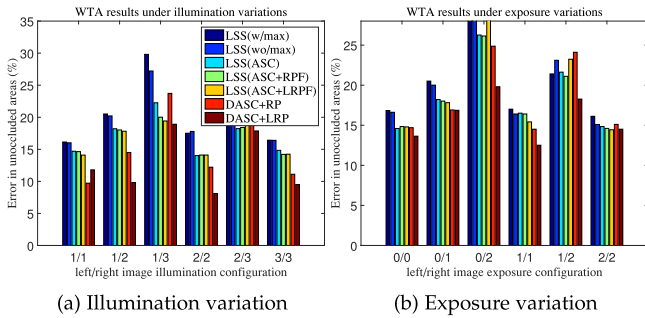 WTA results under illumination variations
35
30
25
20
15
10
5
0
Error in unoccluded areas (%)
LSS(w/max)
LSS(wo/max)
LSS(ASC)
LSS(ASC+RPF)
LSS(ASC+LRPF)
DASC+RP
DASC+LRP
1/1 1/2 1/3 2/2 2/3 3/3
left/right image illumination configuration
(a) Illumination variation
WTA results under exposure variations
25
20
15
10
5
0
Error in unoccluded areas (%)
0/0 0/1 0/2 1/1 1/2 2/2
left/right image exposure configuration
(b) Exposure variation